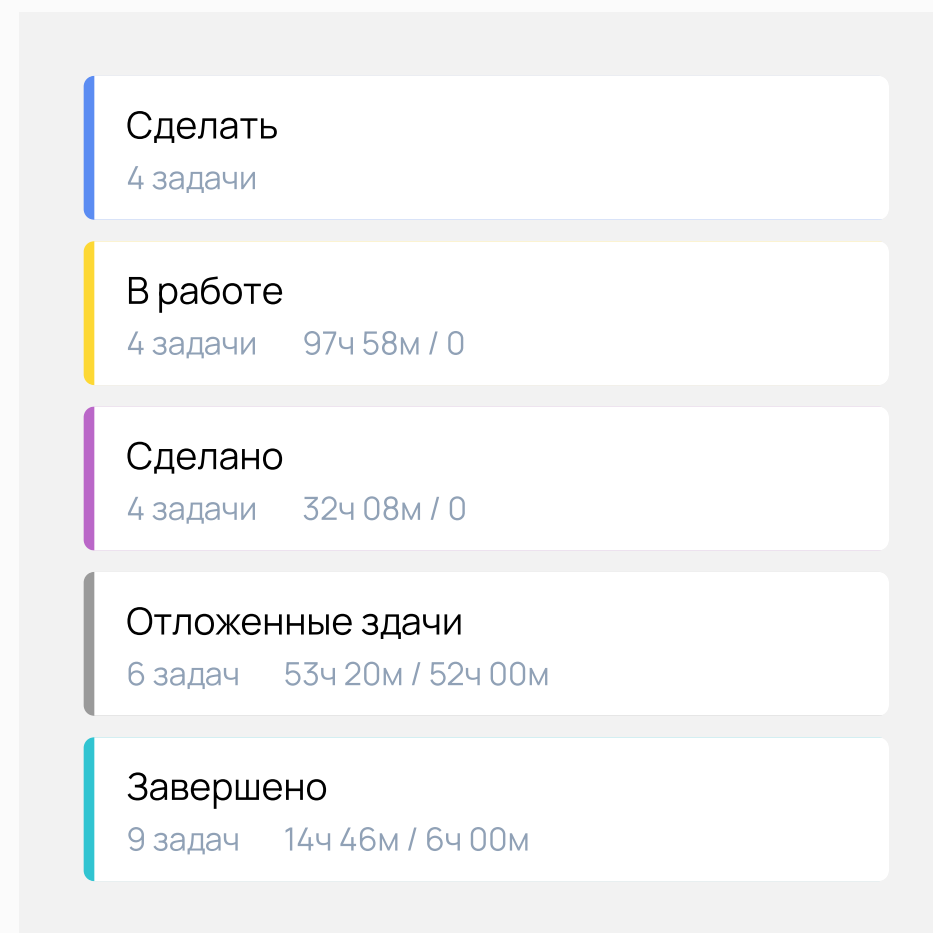 Сделать
4 задачи
В работе
4 задачи 97ч 58м / 0
Сделано
4 задачи 32ч 08м / 0
Отложенные здачи
6 задач 53ч 20м / 52ч 00м
Завершено
9 задач 14ч 46м / 6ч 00м